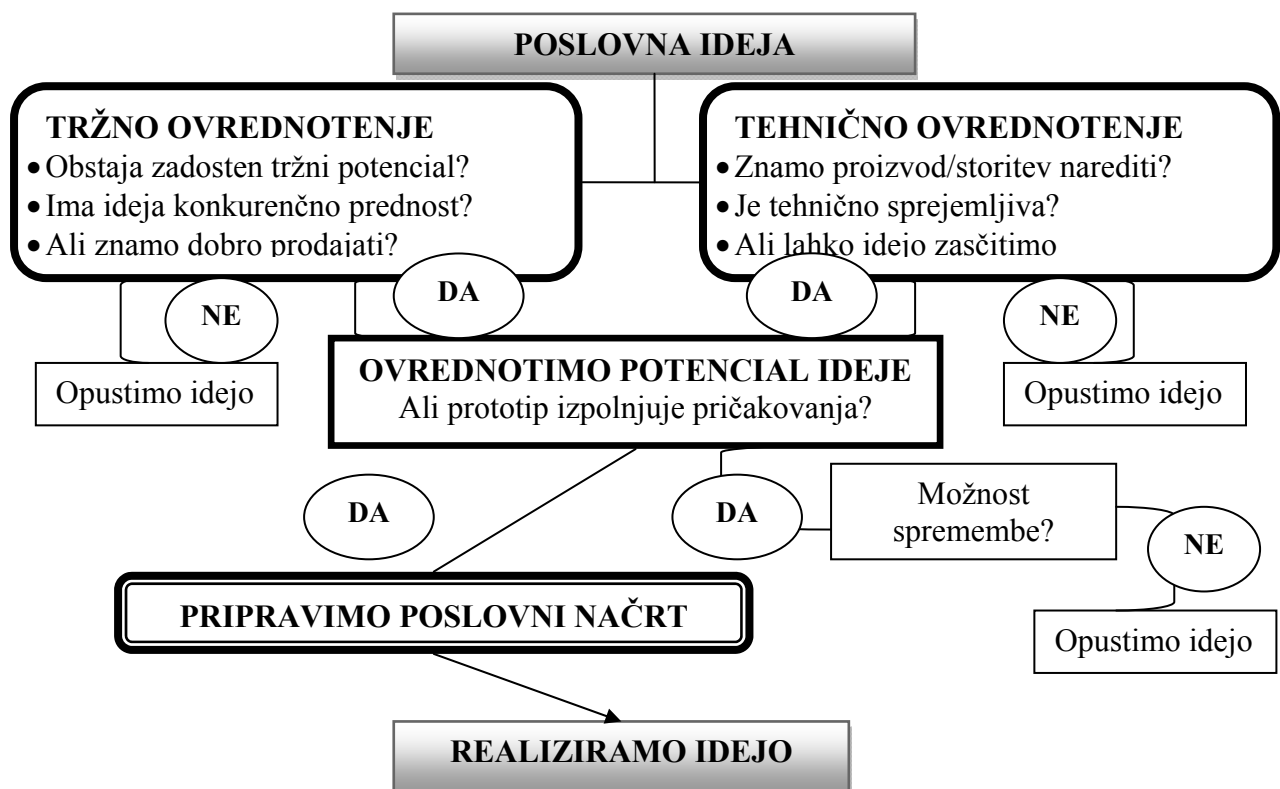 POSLOVNA IDEJA
TRŽNO OVREDNOTENJE
• Obstaja zadosten tržni potencial?
• Ima ideja konkurenčno prednost?
• Ali znamo dobro prodajati?
TEHNIČNO OVREDNOTENJE
• Znamo proizvod/storitev narediti?
• Je tehnično sprejemljiva?
• Ali lahko idejo zasčitimo
NE
DA
DA
NE
Opustimo idejo
OVREDNOTIMO POTENCIAL IDEJE
Ali prototip izpolnjuje pričakovanja?
Opustimo idejo
DA
DA
Možnost
spremembe?
NE
PRIPRAVIMO POSLOVNI NAČRT
Opustimo idejo
REALIZIRAMO IDEJO